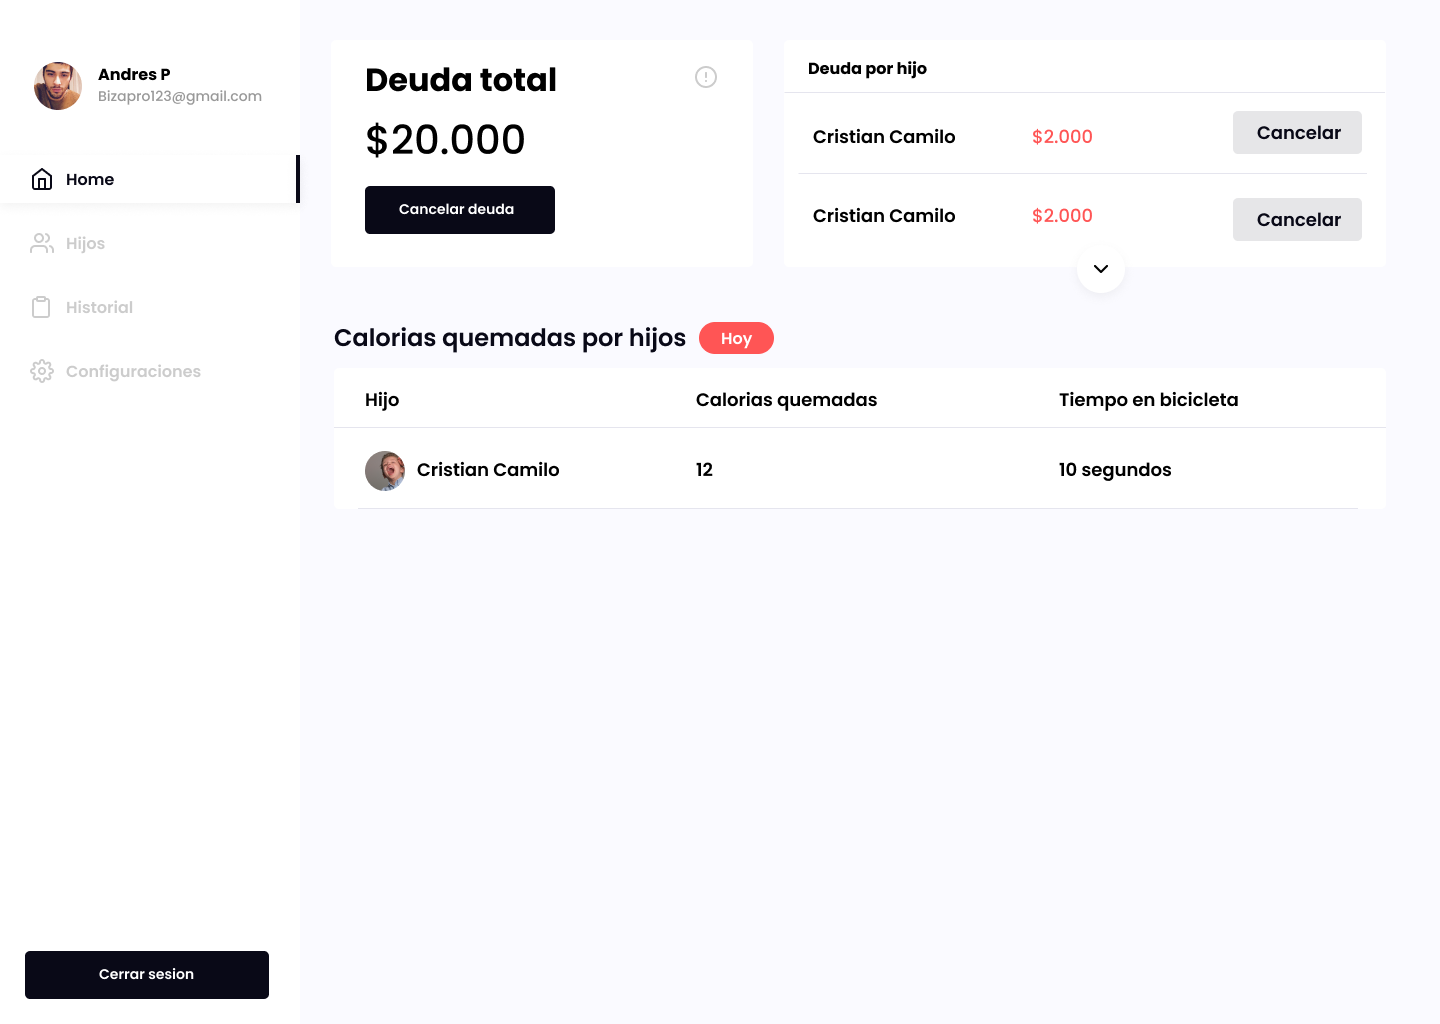 Andres P
Bizapro123@gmail.com
Home
Hijos
Historial
Configuraciones
Cerrar sesion
Deuda total
$20.000
Cancelar deuda
Deuda por hijo
Cristian Camilo $2.000 Cancelar
Cristian Camilo $2.000 Cancelar
Calorias quemadas por hijos Hoy
Hijo Calorias quemadas Tiempo en bicicleta
Cristian Camilo 12 10 segundos